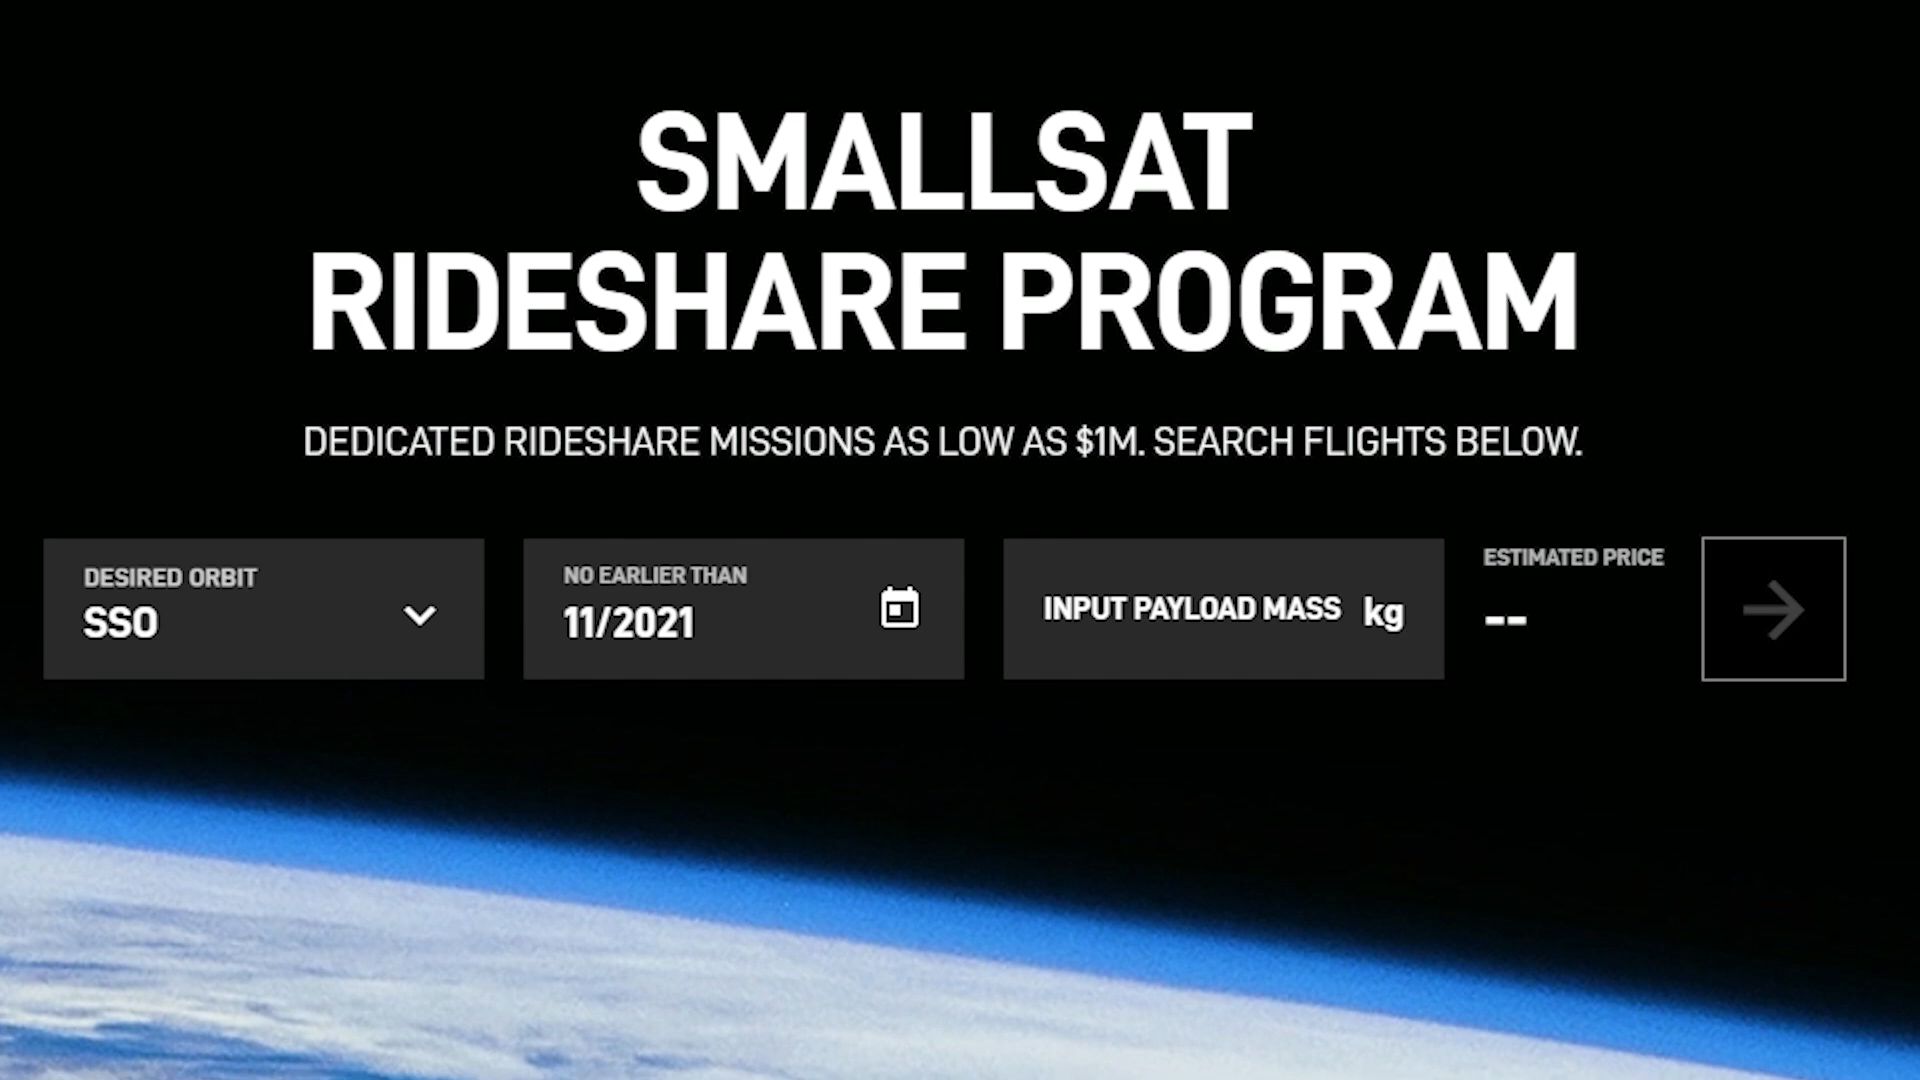 SMALLSAT
RIDESHARE PROGRAM
DEDICATED RIDESHARE MISSIONS AS LOW AS $1M. SEARCH FLIGHTS BELOW.
DESIRED ORBIT
SSO
NO EARLIER THAN
11/2021
INPUT PAYLOAD MASS kg
ESTIMATED PRICE
--